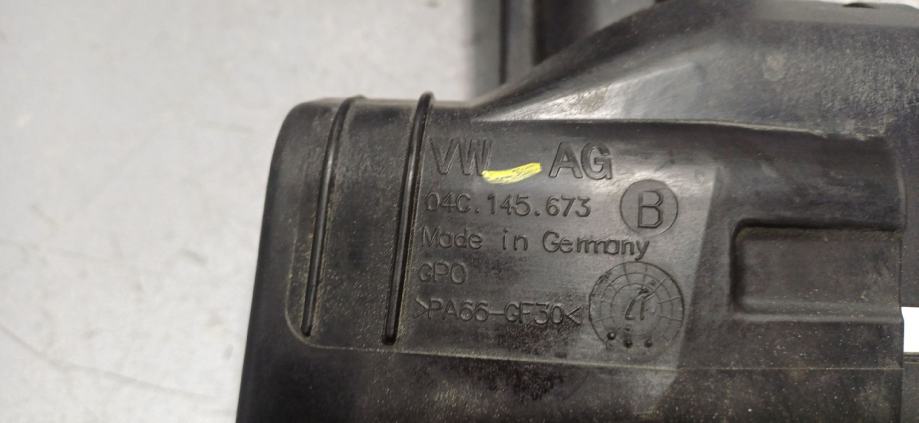 VW AG
04C.145.673 B
Made in Germany
GPO
>PA66-GF30<